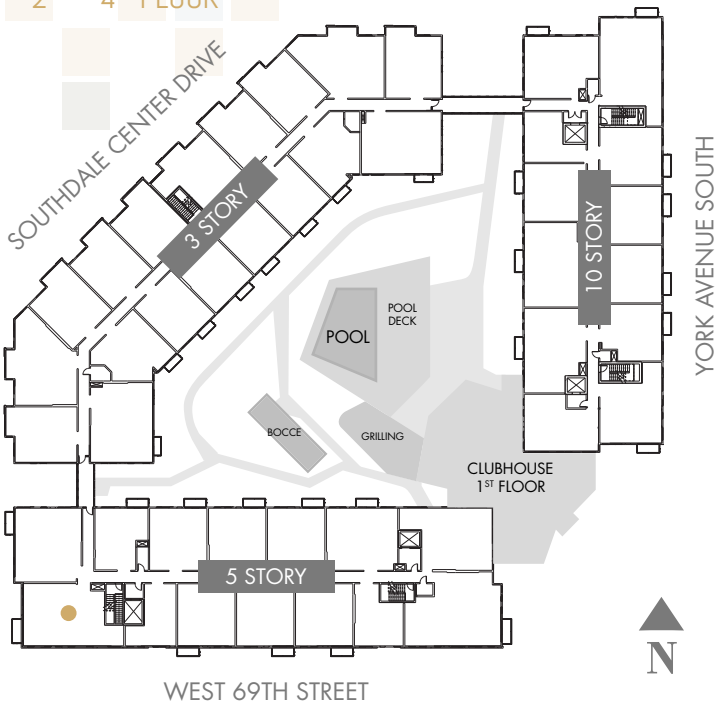 2 4 FLOOR
SOUTHDALE CENTER DRIVE
3 STORY
10 STORY
YORK AVENUE SOUTH
POOL
DECK
POOL
BOCCE
GRILLING
CLUBHOUSE
1ST FLOOR
5 STORY
N
WEST 69TH STREET